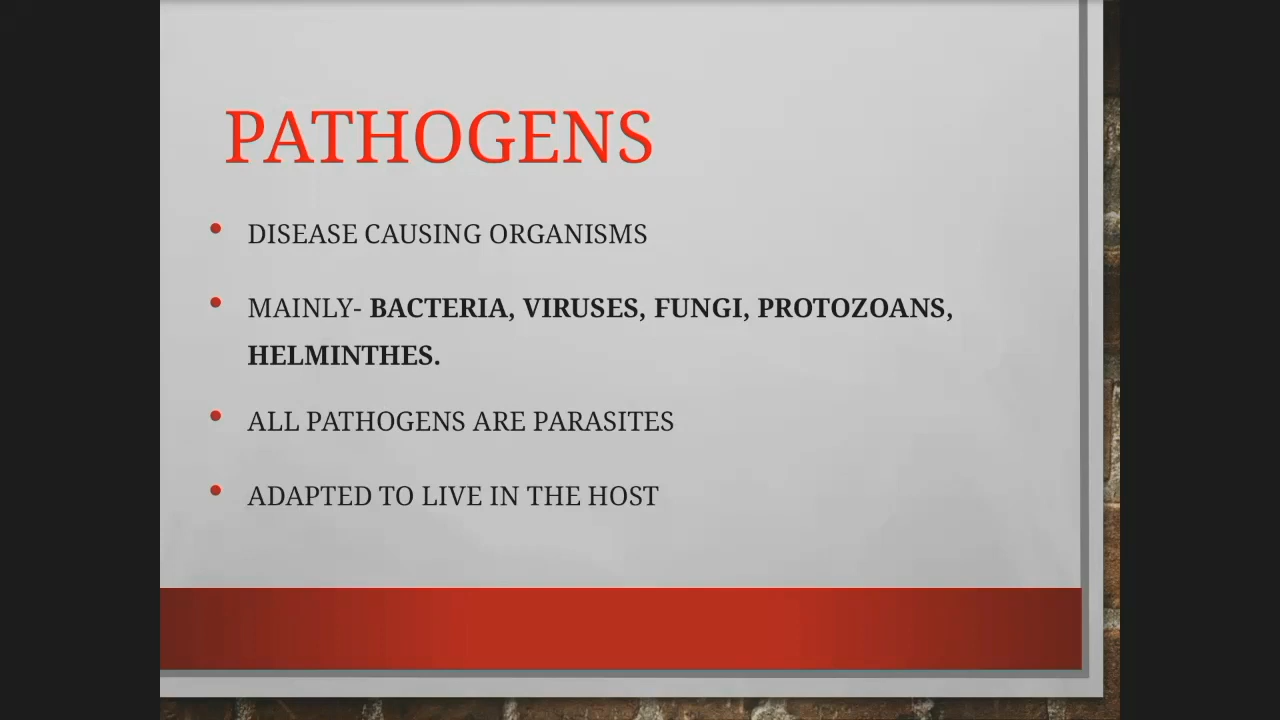 PATHOGENS
• DISEASE CAUSING ORGANISMS
• MAINLY- BACTERIA, VIRUSES, FUNGI, PROTOZOANS,
HELMINTHES.
• ALL PATHOGENS ARE PARASITES
• ADAPTED TO LIVE IN THE HOST